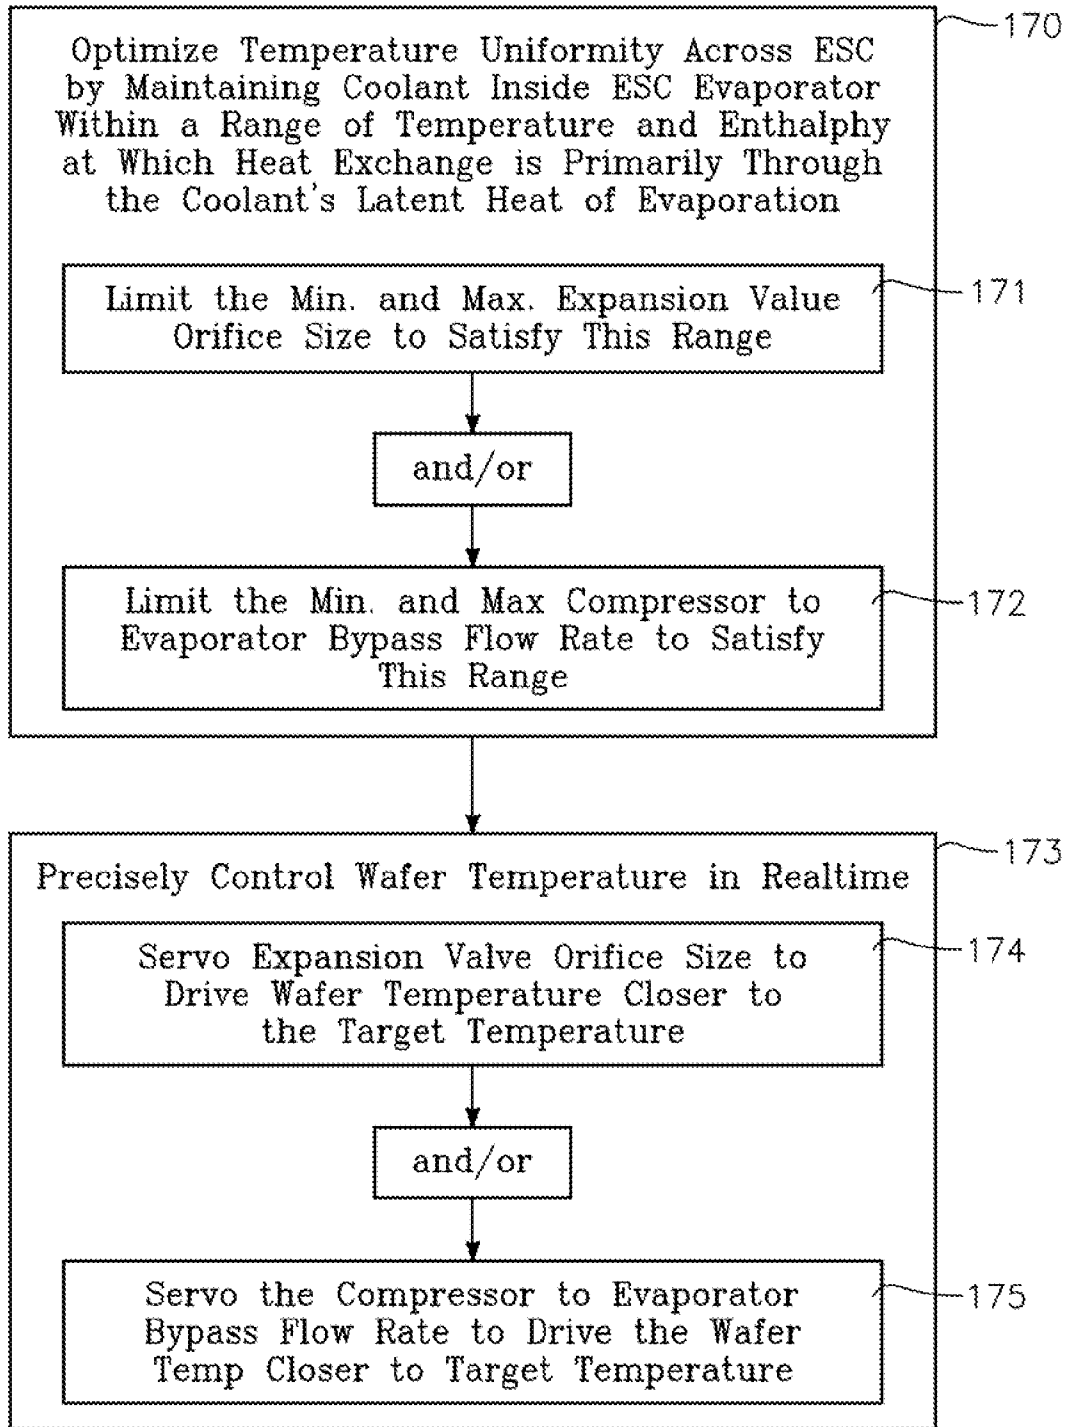 170
Optimize Temperature Uniformity Across ESC
by Maintaining Coolant Inside ESC Evaporator
Within a Range of Temperature and Enthalphy
at Which Heat Exchange is Primarily Through
the Coolant's Latent Heat of Evaporation
Limit the Min. and Max. Expansion Value
Orifice Size to Satisfy This Range
171
and/or
Limit the Min. and Max Compressor to
Evaporator Bypass Flow Rate to Satisfy
This Range
172
173
Precisely Control Wafer Temperature in Realtime
Servo Expansion Valve Orifice Size to
Drive Wafer Temperature Closer to
the Target Temperature
174
and/or
Servo the Compressor to Evaporator
Bypass Flow Rate to Drive the Wafer
Temp Closer to Target Temperature
175